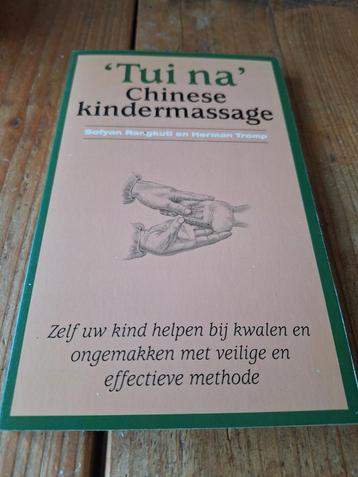 'Tui na'
Chinese
kindermassage
Sofyan Rangkuti en Herman Tromp
Zelf uw kind helpen bij kwalen en
ongemakken met veilige en
effectieve methode